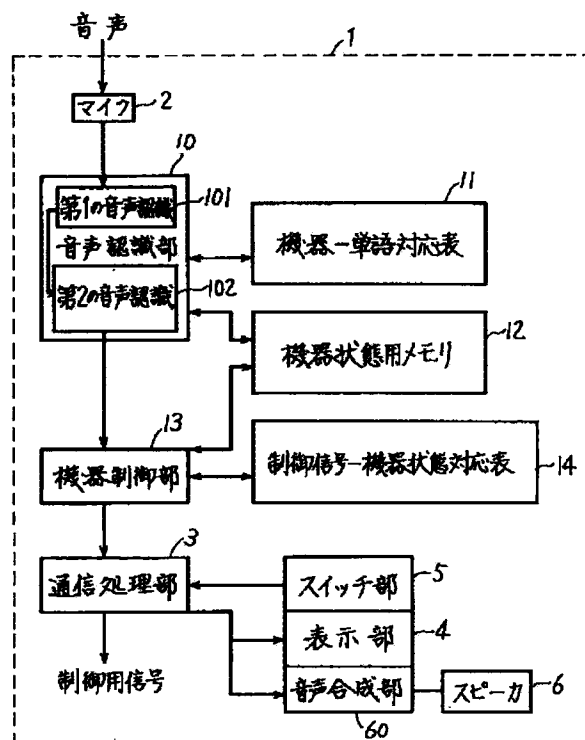 音声
1
マイク
2
10
第1の音声認識
101
音声認識部
第2の音声認識
102
11
機器-単語対応表
12
機器状態用メモリ
13
機器制御部
制御信号-機器状態対応表
14
3
通信処理部
スイッチ部
5
表示部
4
音声合成部
60
スピーカ
6
制御用信号